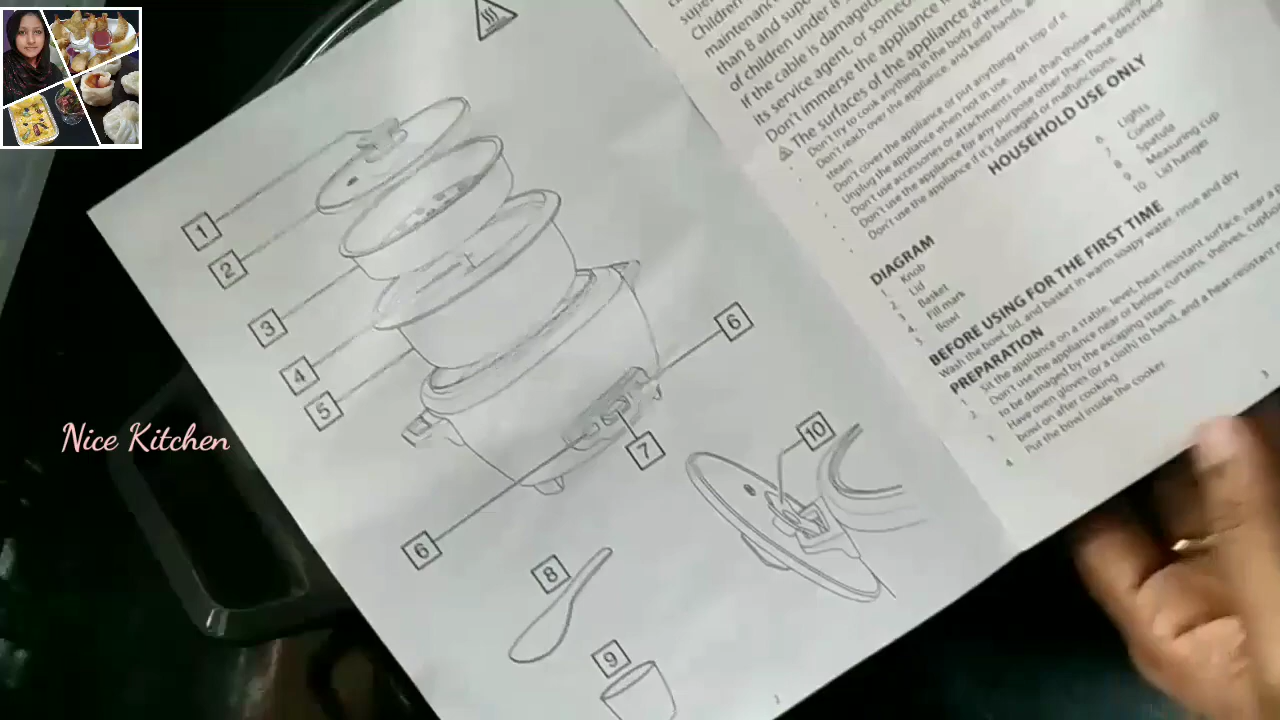 Nice Kitchen
1
2
3
4
5
6
6
7
8
9
10
Children
maintenance
than 8 and
of children under
If the cable is damaged
its service agent, or
Don't immerse the appliance
The surfaces of the appliance
Don't try to cook anything in the body of the
Don't reach over the appliance, and keep hands,
steam
Don't cover the appliance or put anything on top of it
Unplug the appliance when not in use.
Don't use accessories or attachments other than those we supply
Don't use the appliance for any purpose other than those described
Don't use the appliance if it's damaged or malfunctions.
HOUSEHOLD USE ONLY
DIAGRAM
1. Knob
2. Lid
3. Basket
4. Fill mark
5. Bowl
6 Lights
7 Control
8 Spatula
9 Measuring cup
10 Lid hanger
BEFORE USING FOR THE FIRST TIME
Wash the bowl, lid, and basket in warm soapy water, rinse and dry
PREPARATION
1. Sit the appliance on a stable, level, heat-resistant surface, near a
2. Don't use the appliance near or below curtains, shelves,
to be damaged by the escaping steam.
3 Have oven gloves (or a cloth) to hand, and a heat-resistant
bowl on after cooking.
4 Put the bowl inside the cooker.
3